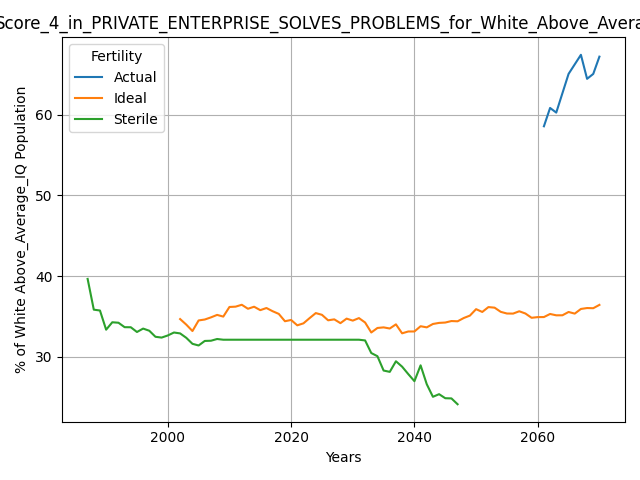 Score_4_in_PRIVATE_ENTERPRISE_SOLVES_PROBLEMS_for_White_Above_Avera
Fertility
Actual
Ideal
Sterile
% of White Above_Average_IQ Population
60
50
40
30
2000 2020 2040 2060
Years